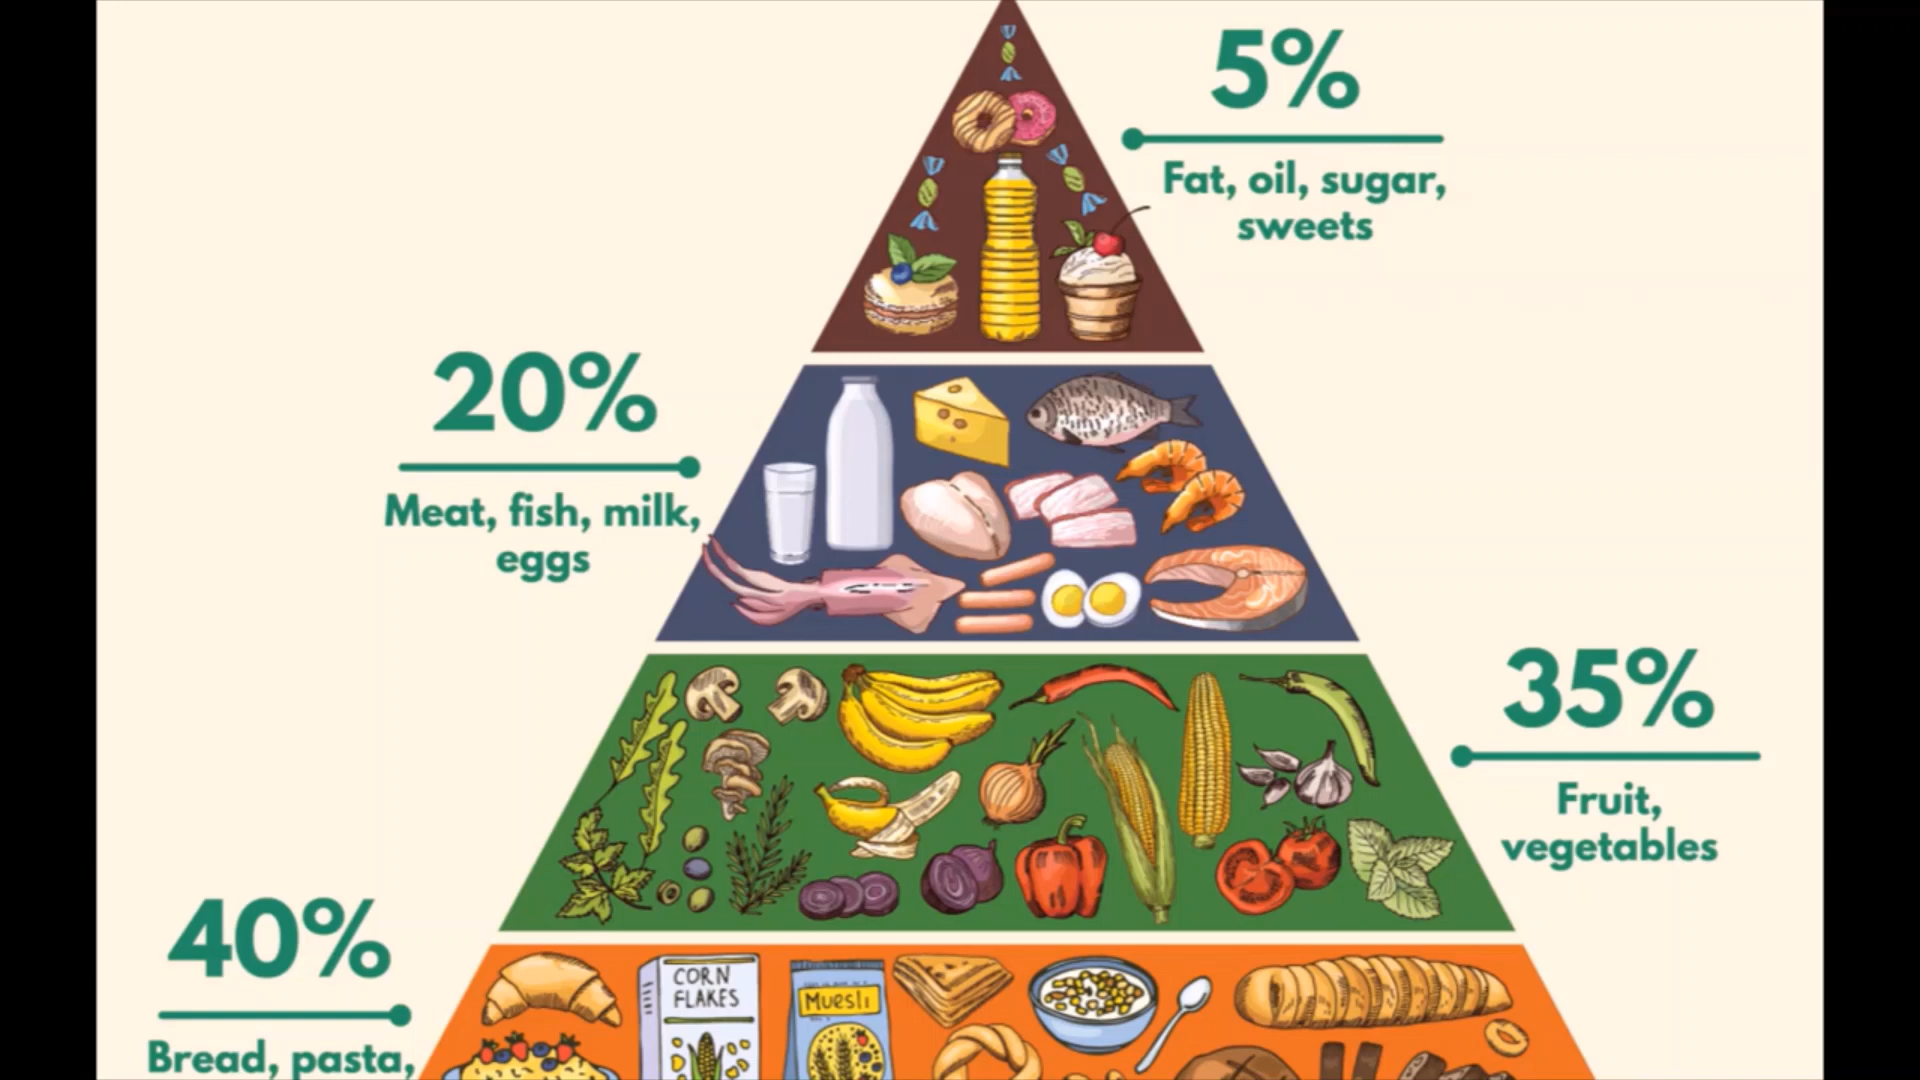 5%
Fat, oil, sugar,
sweets
20%
Meat, fish, milk,
eggs
35%
Fruit,
vegetables
40%
Bread, pasta,
CORN
FLAKES
Muesli